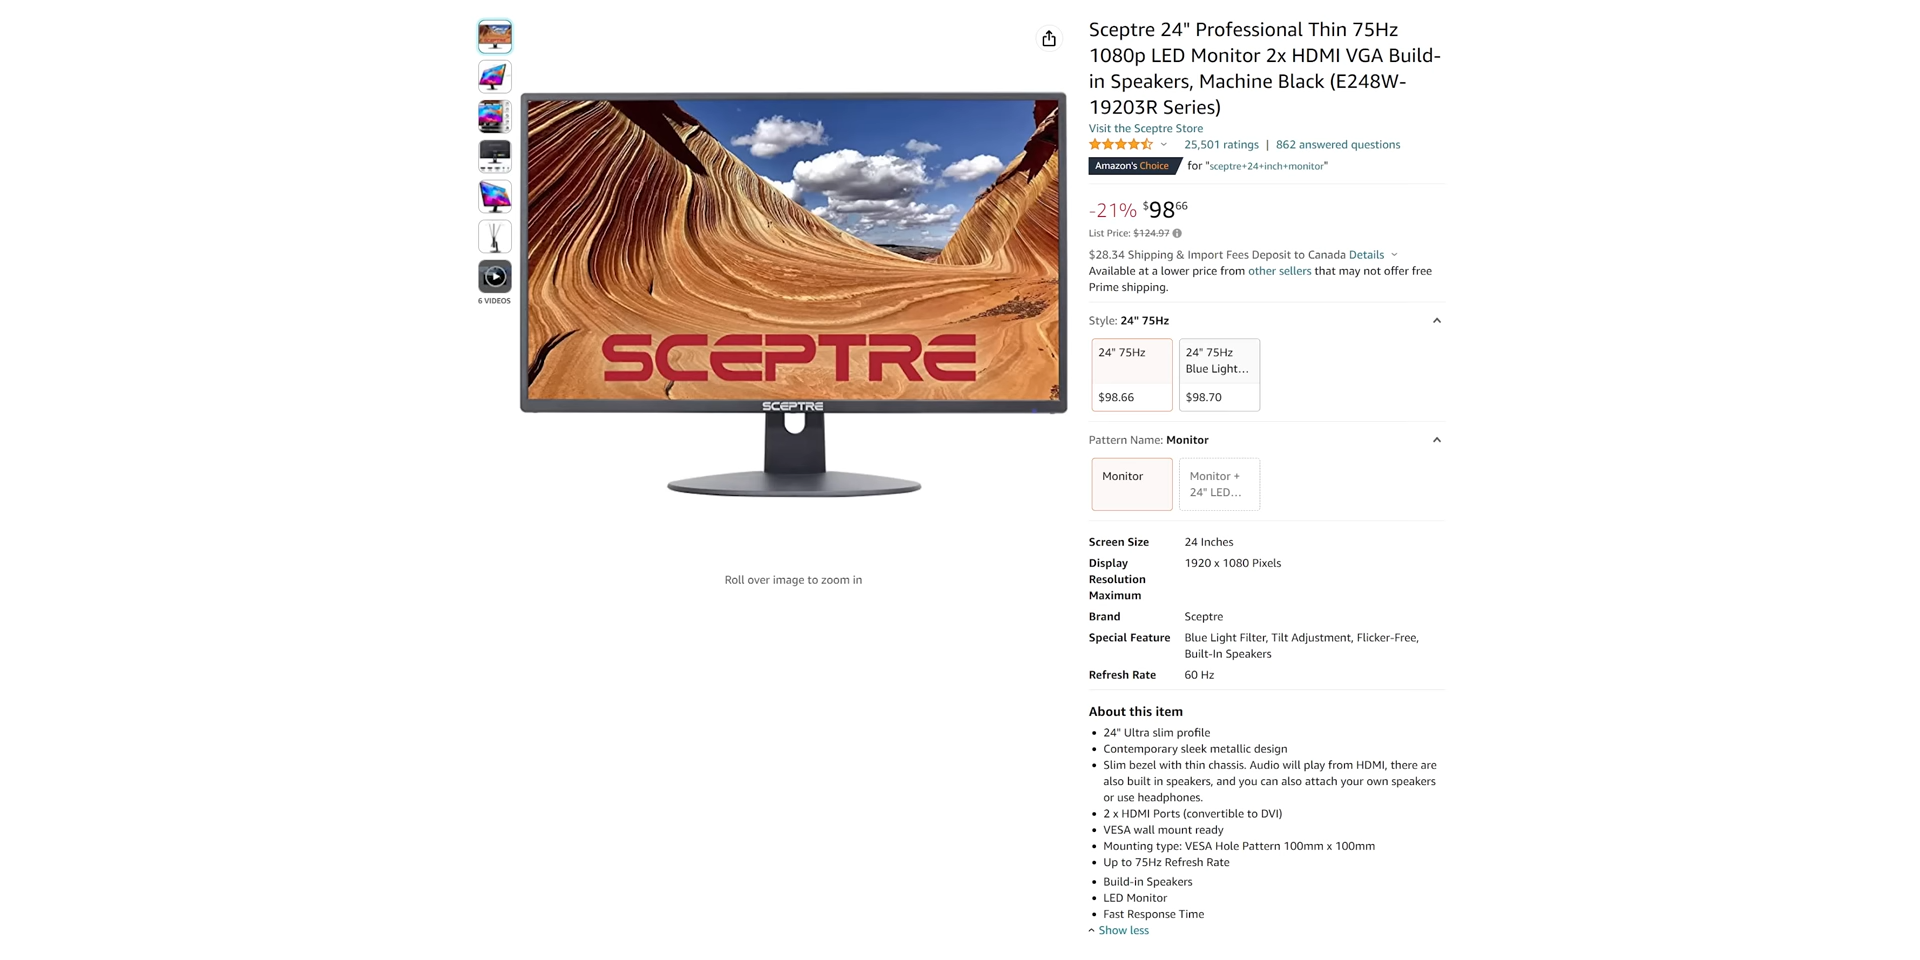 6 VIDEOS
SCEPTRE
SCEPTRE
Roll over image to zoom in
Sceptre 24" Professional Thin 75Hz
1080p LED Monitor 2x HDMI VGA Build-
in Speakers, Machine Black (E248W-
19203R Series)
Visit the Sceptre Store
25,501 ratings | 862 answered questions
Amazon's Choice for "sceptre+24+inch+monitor"
-21% $98 66
List Price: $124.97
$28.34 Shipping & Import Fees Deposit to Canada Details
Available at a lower price from other sellers that may not offer free
Prime shipping.
Style: 24" 75Hz
24" 75Hz
$98.66
24" 75Hz
Blue Light...
$98.70
Pattern Name: Monitor
Monitor
Monitor +
24" LED...
Screen Size 24 Inches
Display 1920 x 1080 Pixels
Resolution
Maximum
Brand Sceptre
Special Feature Blue Light Filter, Tilt Adjustment, Flicker-Free,
Built-In Speakers
Refresh Rate 60 Hz
About this item
• 24" Ultra slim profile
• Contemporary sleek metallic design
• Slim bezel with thin chassis. Audio will play from HDMI, there are
also built in speakers, and you can also attach your own speakers
or use headphones.
• 2 x HDMI Ports (convertible to DVI)
• VESA wall mount ready
• Mounting type: VESA Hole Pattern 100mm x 100mm
• Up to 75Hz Refresh Rate
• Build-in Speakers
• LED Monitor
• Fast Response Time
Show less